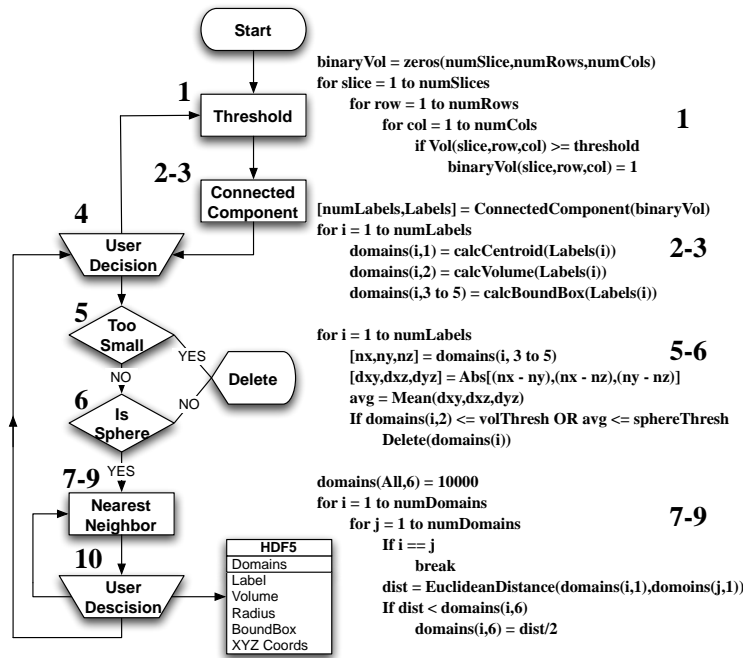 Start
1
Threshold
2-3
Connected
Component
4
User
Decision
5
Too
Small
YES
NO
Delete
6
Is
Sphere
NO
YES
7-9
Nearest
Neighbor
10
User
Descision
HDF5
Domains
Label
Volume
Radius
BoundBox
XYZ Coords
binaryVol = zeros(numSlice,numRows,numCols)
for slice = 1 to numSlices
for row = 1 to numRows
for col = 1 to numCols
if Vol(slice,row,col) >= threshold
binaryVol(slice,row,col) = 1
1
[numLabels,Labels] = ConnectedComponent(binaryVol)
for i = 1 to numLabels
domains(i,1) = calcCentroid(Labels(i))
domains(i,2) = calcVolume(Labels(i))
domains(i,3 to 5) = calcBoundBox(Labels(i))
2-3
for i = 1 to numLabels
[nx,ny,nz] = domains(i, 3 to 5)
[dxy,dxz,dyz] = Abs[(nx - ny),(nx - nz),(ny - nz)]
avg = Mean(dxy,dxz,dyz)
If domains(i,2) <= volThresh OR avg <= sphereThresh
Delete(domains(i))
5-6
domains(All,6) = 10000
for i = 1 to numDomains
for j = 1 to numDomains
If i == j
break
dist = EuclideanDistance(domains(i,1),domoins(j,1))
If dist < domains(i,6)
domains(i,6) = dist/2
7-9